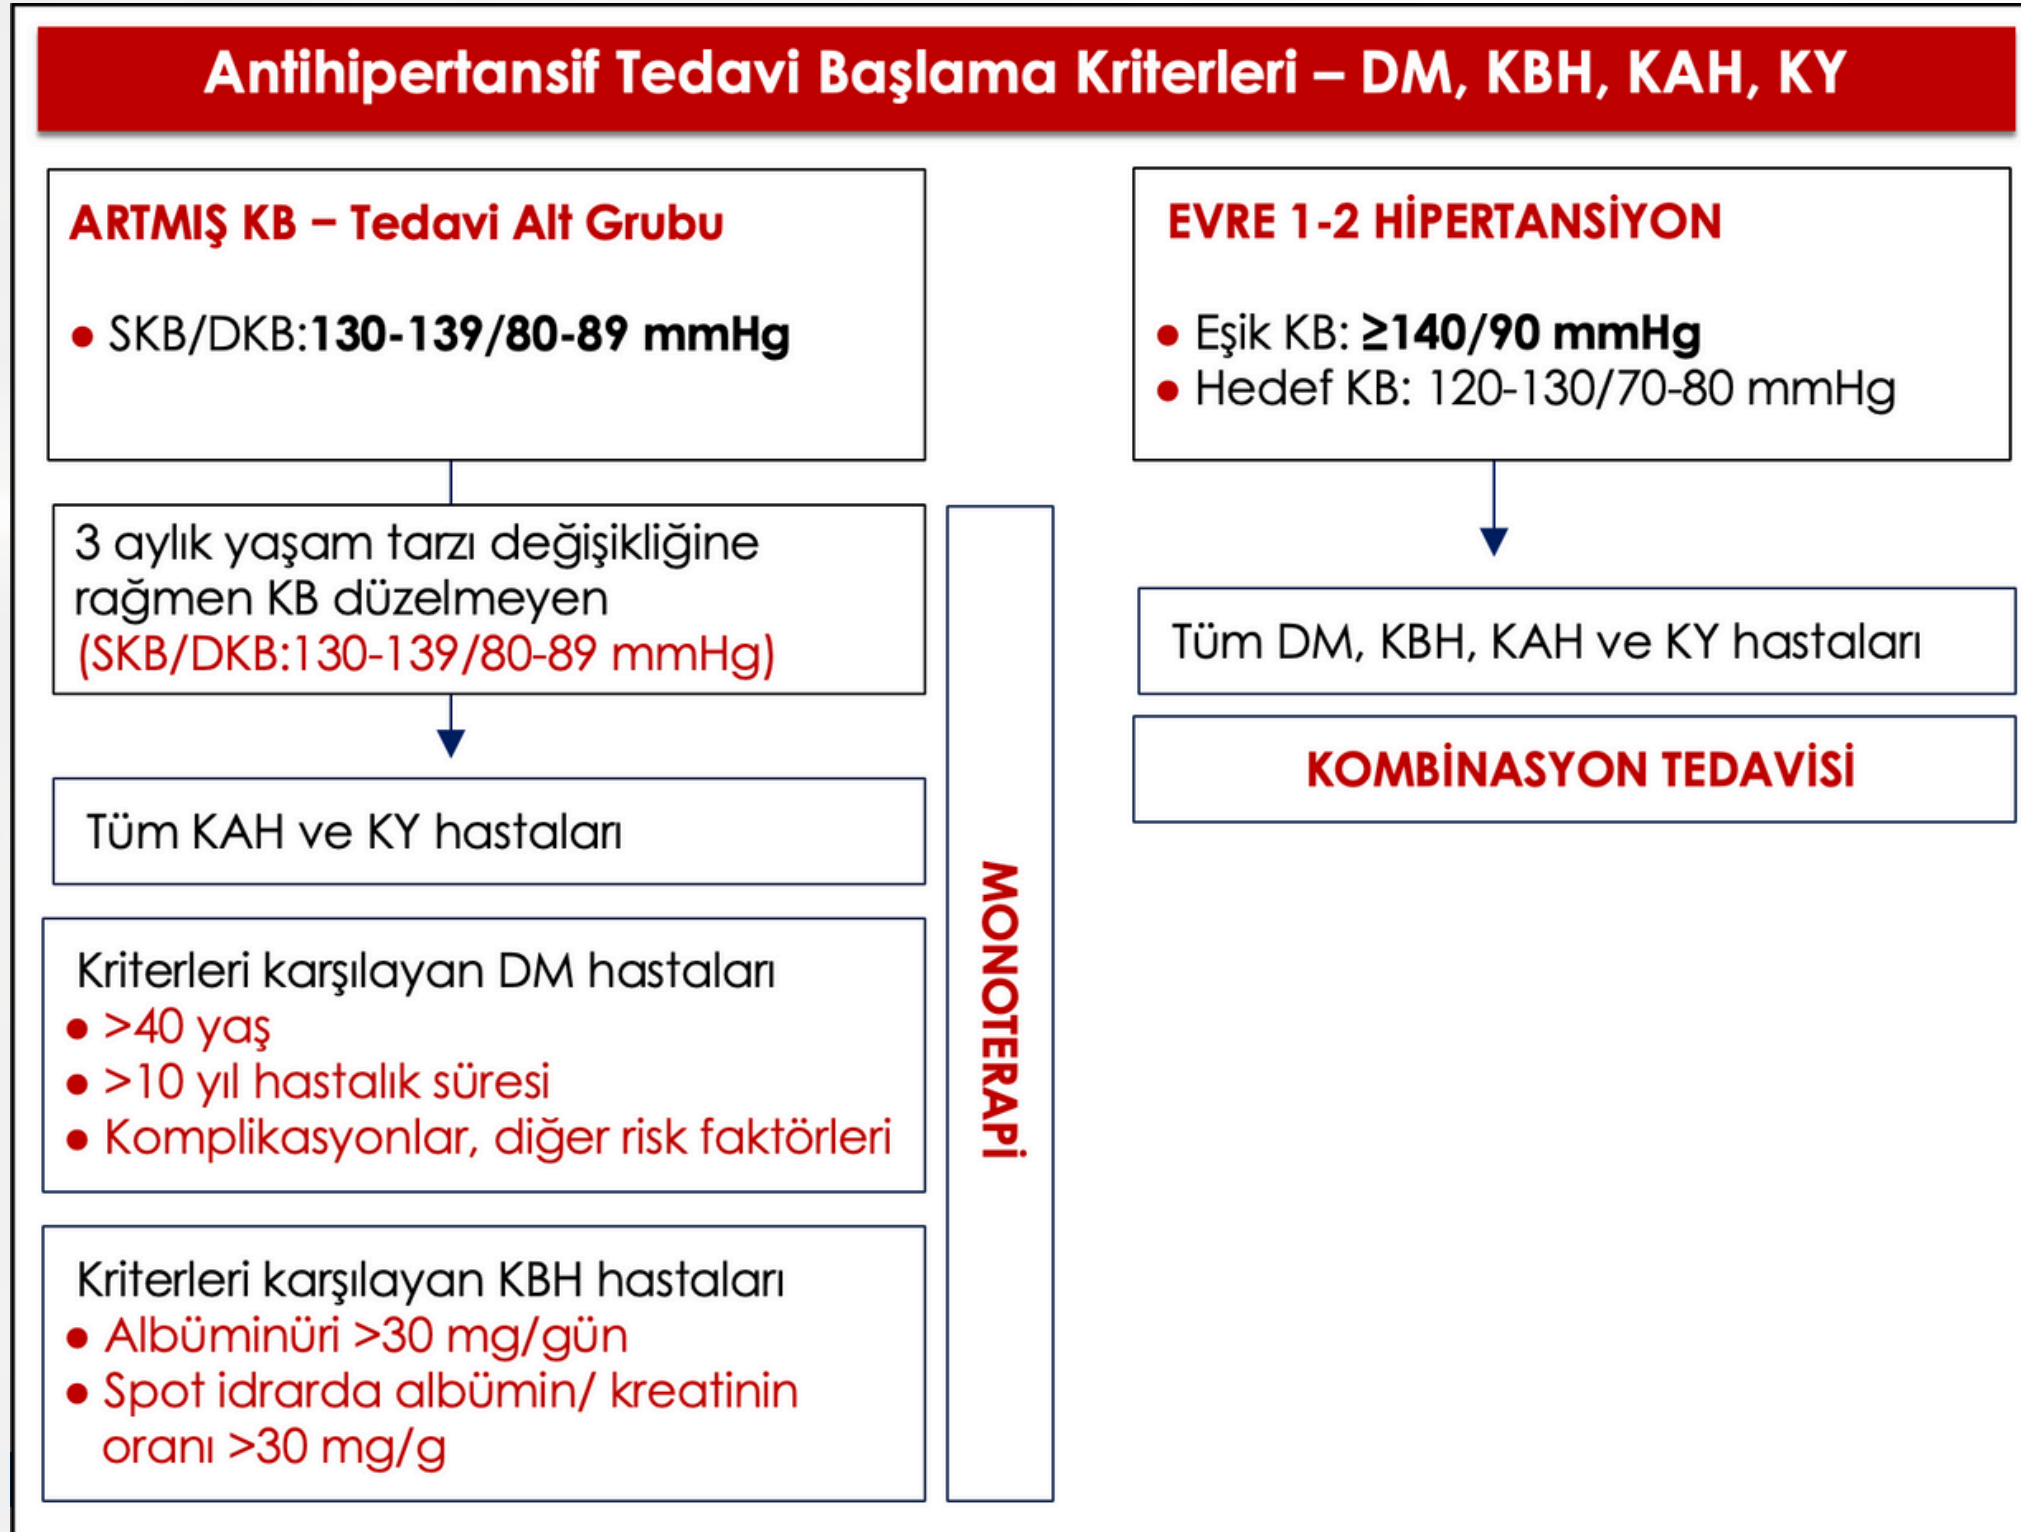 Antihipertansif Tedavi Başlama Kriterleri – DM, KBH, KAH, KY
ARTMIŞ KB – Tedavi Alt Grubu
● SKB/DKB:130-139/80-89 mmHg
3 aylık yaşam tarzı değişikliğine
rağmen KB düzelmeyen
(SKB/DKB:130-139/80-89 mmHg)
Tüm KAH ve KY hastaları
Kriterleri karşılayan DM hastaları
● >40 yaş
● >10 yıl hastalık süresi
● Komplikasyonlar, diğer risk faktörleri
Kriterleri karşılayan KBH hastaları
● Albüminüri >30 mg/gün
● Spot idrarda albümin/ kreatinin
oranı >30 mg/g
MONOTERAPİ
EVRE 1-2 HİPERTANSİYON
● Eşik KB: ≥140/90 mmHg
● Hedef KB: 120-130/70-80 mmHg
Tüm DM, KBH, KAH ve KY hastaları
KOMBİNASYON TEDAVİSİ